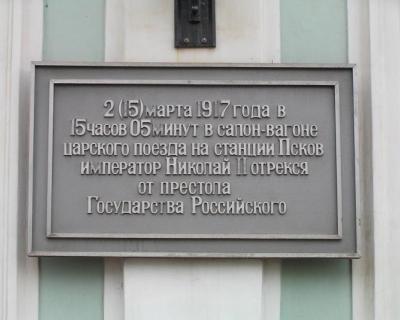 2 (15) марта 1917 года в
15 часов 05 минут в салон-вагоне
царского поезда на станции Псков
император Николай II отрекся
от престола
Государства Российского